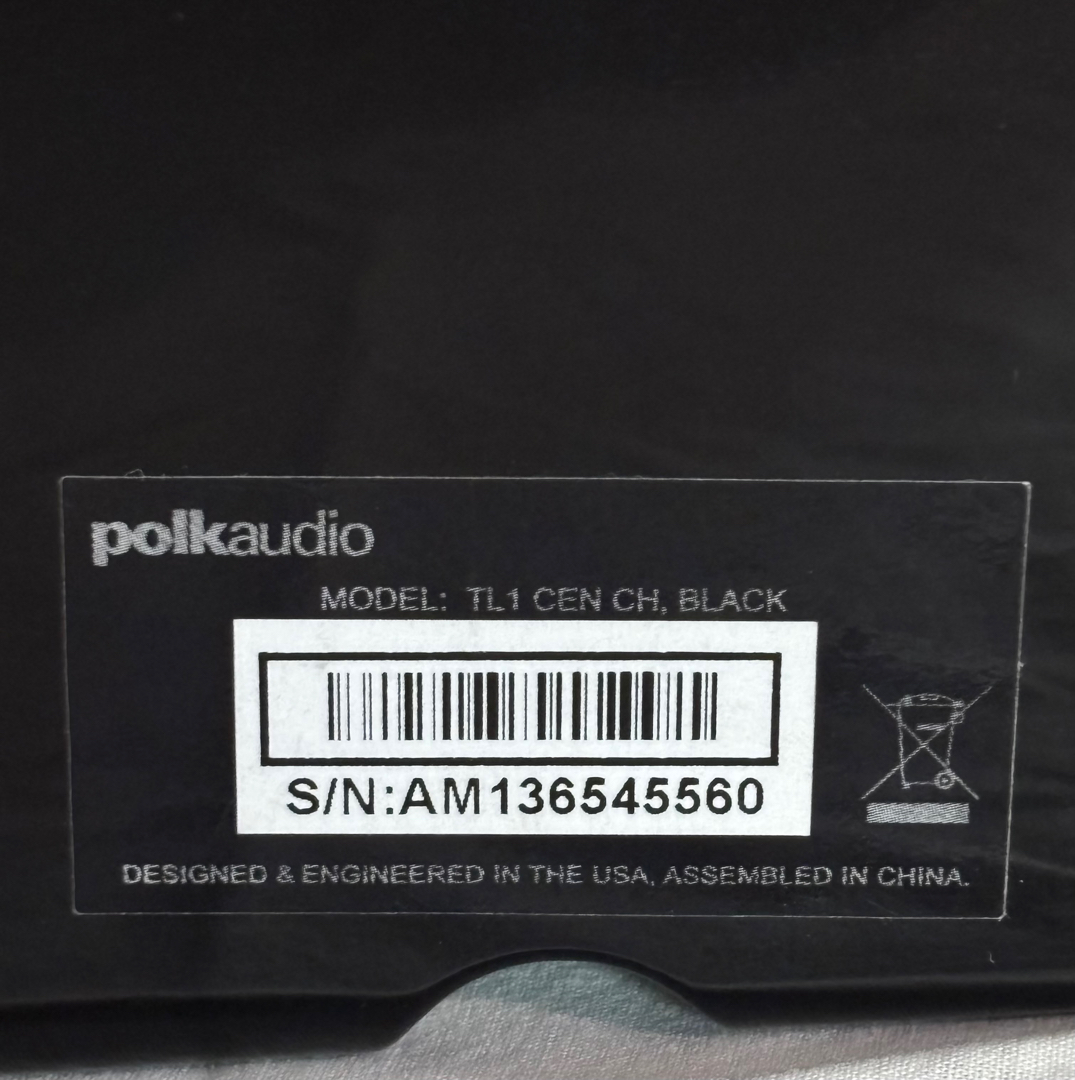 polkaudio
MODEL: TL1 CEN CH, BLACK
S/N:AM136545560
DESIGNED & ENGINEERED IN THE USA, ASSEMBLED IN CHINA.